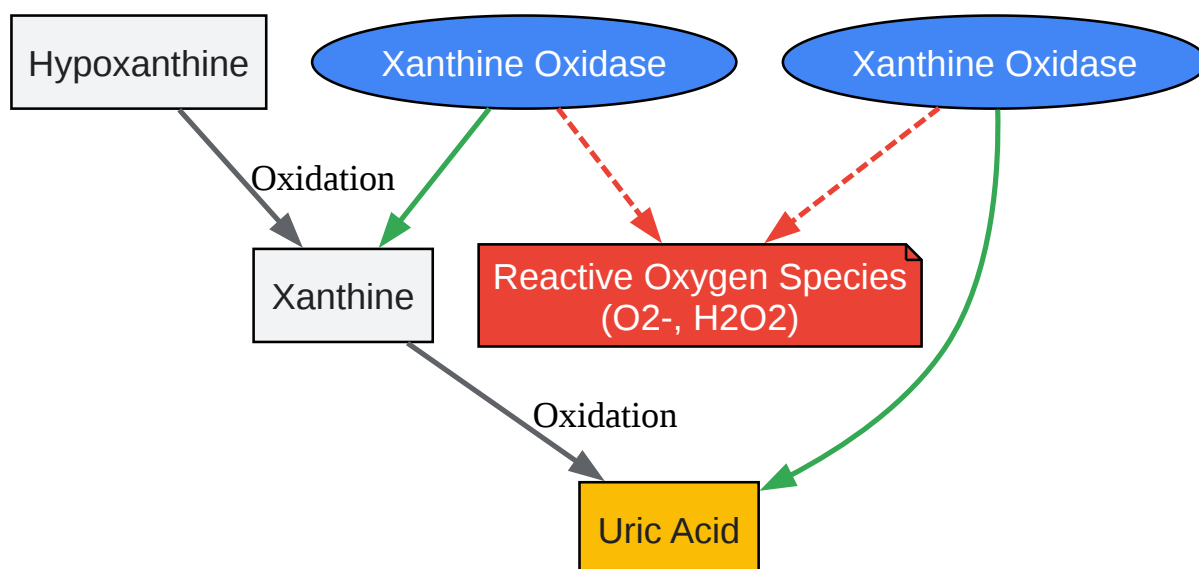 Hypoxanthine
Xanthine Oxidase
Xanthine Oxidase
Oxidation
Xanthine
Reactive Oxygen Species
(O2-, H2O2)
Oxidation
Uric Acid